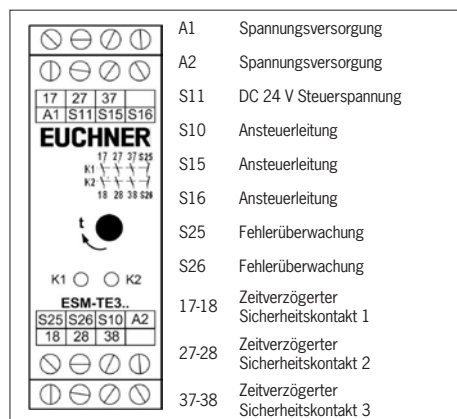 17 27 37
A1 S11 S15 S16
EUCHNER
17 27 37 S25
K1
K2
18 28 38 S26
t
K1 K2
ESM-TE3..
S25 S26 S10 A2
18 28 38
A1 Spannungsversorgung
A2 Spannungsversorgung
S11 DC 24 V Steuerspannung
S10 Ansteuerleitung
S15 Ansteuerleitung
S16 Ansteuerleitung
S25 Fehlerüberwachung
S26 Fehlerüberwachung
17-18 Zeitverzögerter
Sicherheitskontakt 1
27-28 Zeitverzögerter
Sicherheitskontakt 2
37-38 Zeitverzögerter
Sicherheitskontakt 3